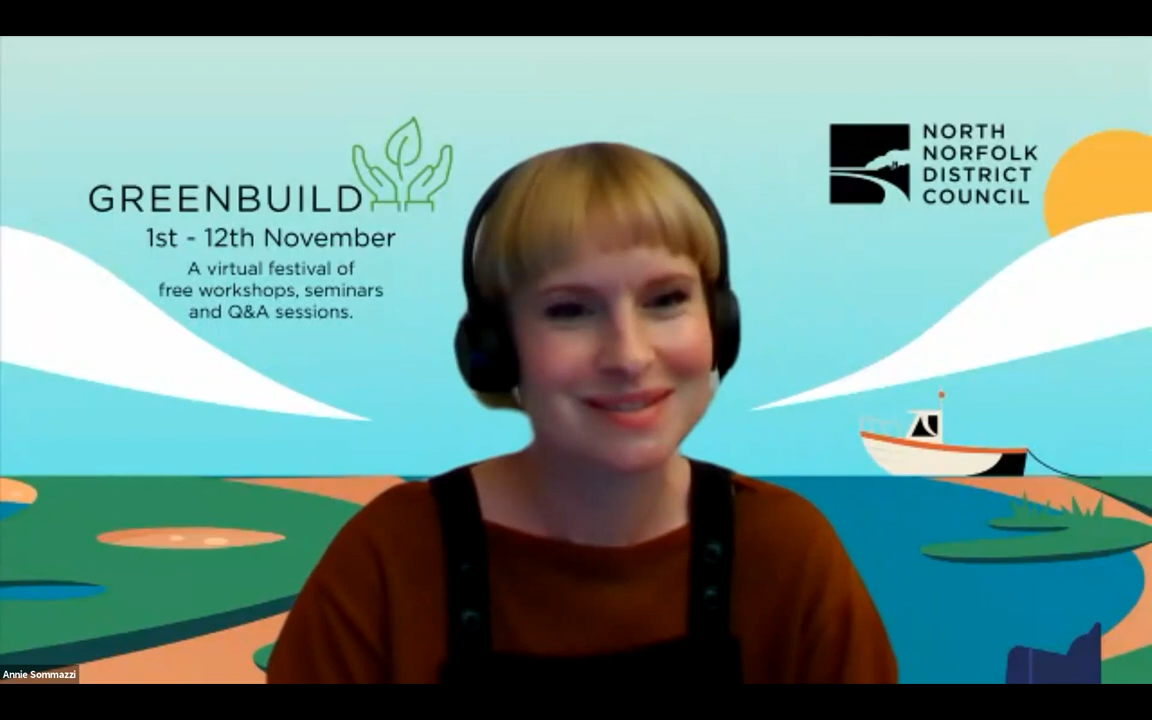 GREENBUILD
1st - 12th November
A virtual festival of
free workshops, seminars
and Q&A sessions.
NORTH
NORFOLK
DISTRICT
COUNCIL
Annie Sommazzi